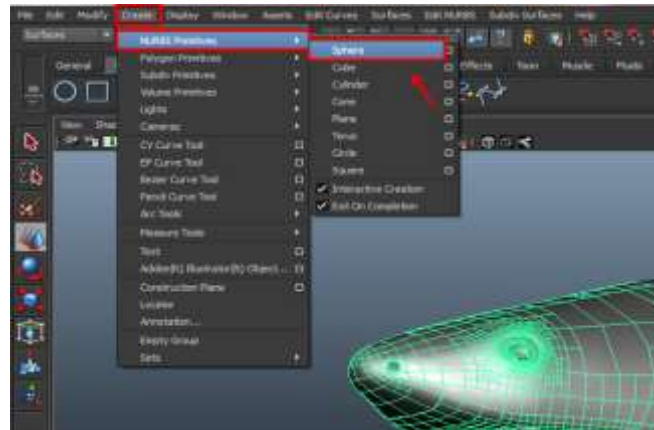 File Edit Modify Create Display Window Assets Edit Curves Surfaces Edit NURBS Subdiv Surfaces Help
Surfaces
General Toon Muscle Fluids
View
NURBS Primitives
Polygon Primitives
Subdiv Primitives
Volume Primitives
Lights
Cameras
CV Curve Tool
EP Curve Tool
Bezier Curve Tool
Pencil Curve Tool
Arc Tools
Measure Tools
Text
Adobe(R) Illustrator(R) Object...
Construction Plane
Locator
Annotation...
Empty Group
Sets
Sphere
Cube
Cylinder
Cone
Plane
Torus
Circle
Square
Interactive Creation
Exit On Completion